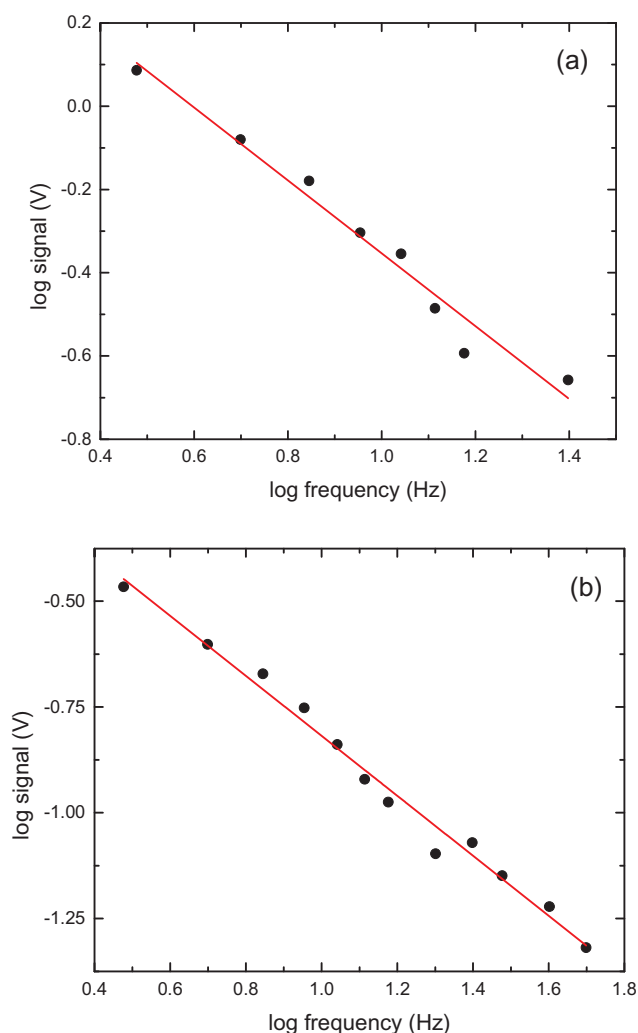 (a)
0.2
0.0
-0.2
-0.4
-0.6
-0.8
log signal (V)
0.4 0.6 0.8 1.0 1.2 1.4
log frequency (Hz)
(b)
-0.50
-0.75
-1.00
-1.25
log signal (V)
0.4 0.6 0.8 1.0 1.2 1.4 1.6 1.8
log frequency (Hz)